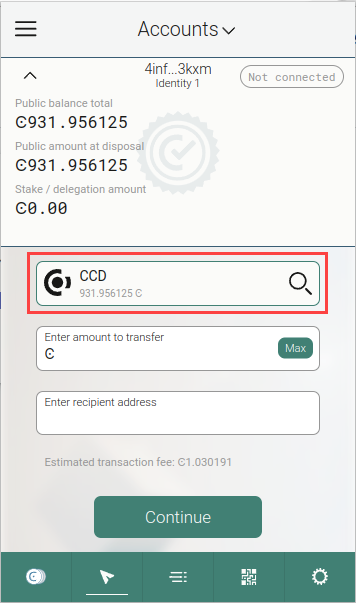 Accounts
4inf...3kxm
Identity 1
Not connected
Public balance total
Ͼ931.956125
Public amount at disposal
Ͼ931.956125
Stake / delegation amount
Ͼ0.00
CCD
931.956125 Ͼ
Enter amount to transfer
Ͼ
Max
Enter recipient address
Estimated transaction fee: Ͼ1.030191
Continue